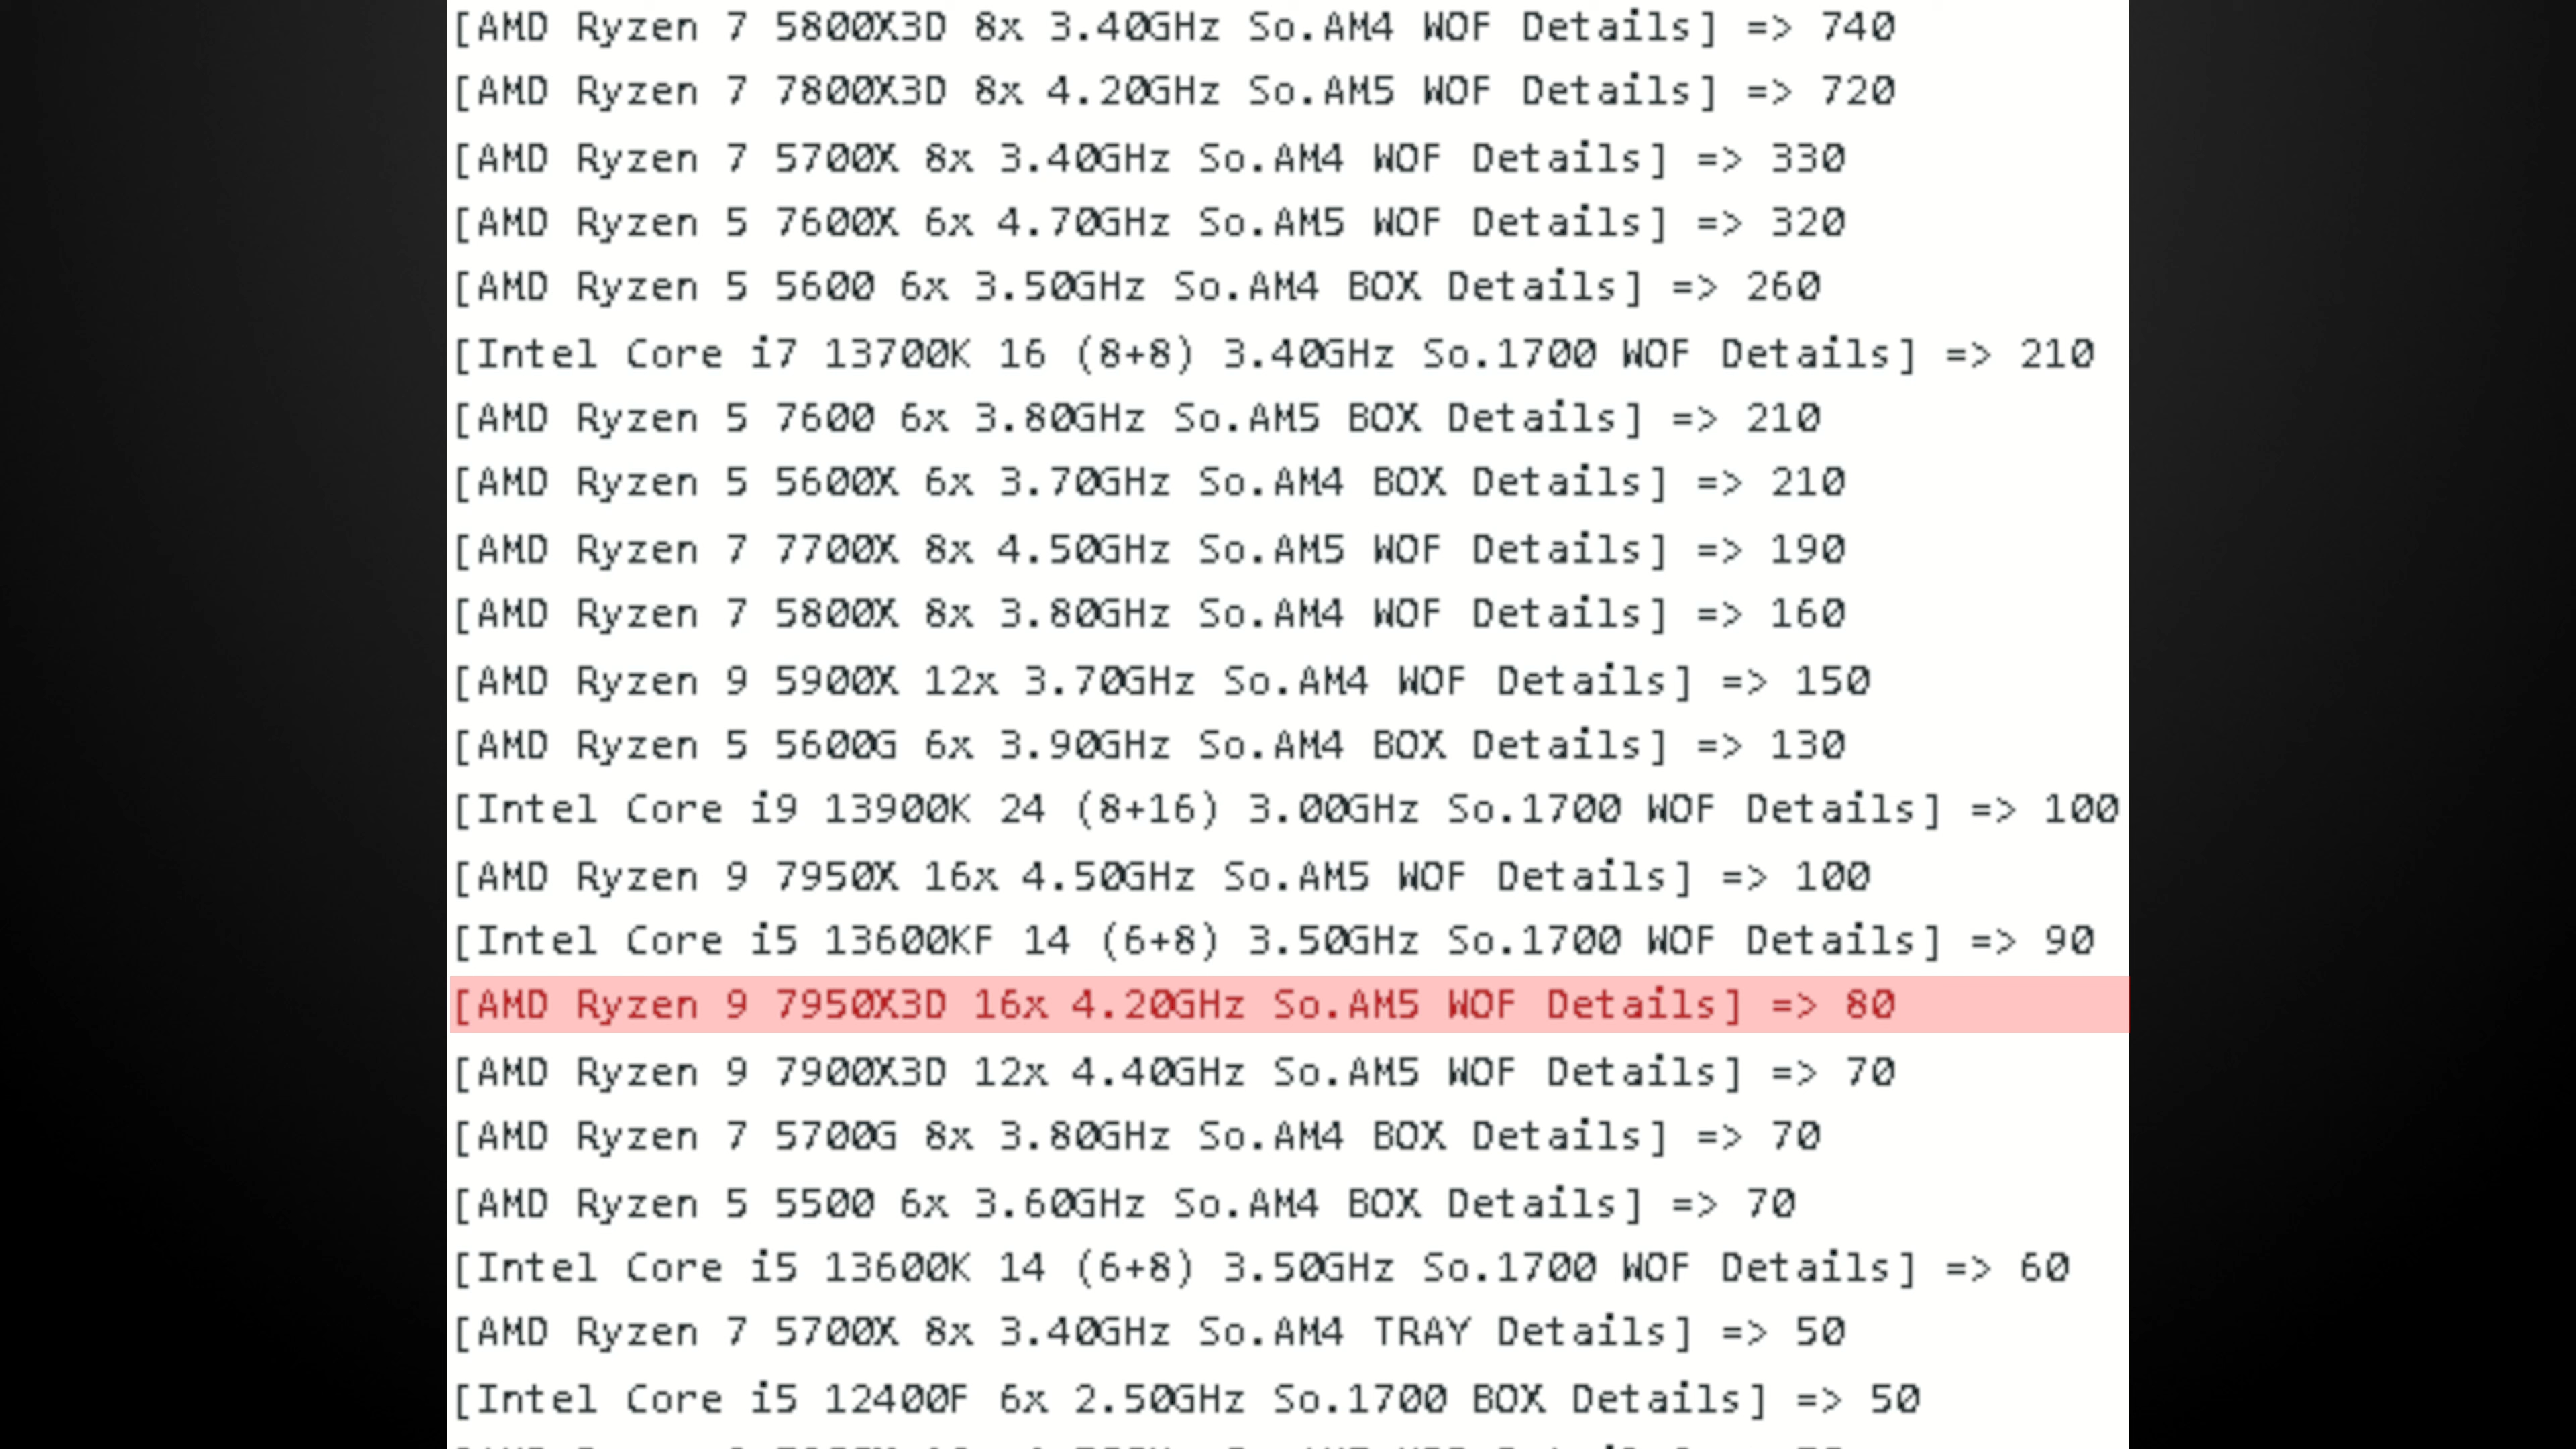 [AMD Ryzen 7 5800X3D 8x 3.40GHz So.AM4 WOF Details] => 740
[AMD Ryzen 7 7800X3D 8x 4.20GHz So.AM5 WOF Details] => 720
[AMD Ryzen 7 5700X 8x 3.40GHz So.AM4 WOF Details] => 330
[AMD Ryzen 5 7600X 6x 4.70GHz So.AM5 WOF Details] => 320
[AMD Ryzen 5 5600 6x 3.50GHz So.AM4 BOX Details] => 260
[Intel Core i7 13700K 16 (8+8) 3.40GHz So.1700 WOF Details] => 210
[AMD Ryzen 5 7600 6x 3.80GHz So.AM5 BOX Details] => 210
[AMD Ryzen 5 5600X 6x 3.70GHz So.AM4 BOX Details] => 210
[AMD Ryzen 7 7700X 8x 4.50GHz So.AM5 WOF Details] => 190
[AMD Ryzen 7 5800X 8x 3.80GHz So.AM4 WOF Details] => 160
[AMD Ryzen 9 5900X 12x 3.70GHz So.AM4 WOF Details] => 150
[AMD Ryzen 5 5600G 6x 3.90GHz So.AM4 BOX Details] => 130
[Intel Core i9 13900K 24 (8+16) 3.00GHz So.1700 WOF Details] => 100
[AMD Ryzen 9 7950X 16x 4.50GHz So.AM5 WOF Details] => 100
[Intel Core i5 13600KF 14 (6+8) 3.50GHz So.1700 WOF Details] => 90
[AMD Ryzen 9 7950X3D 16x 4.20GHz So.AM5 WOF Details] => 80
[AMD Ryzen 9 7900X3D 12x 4.40GHz So.AM5 WOF Details] => 70
[AMD Ryzen 7 5700G 8x 3.80GHz So.AM4 BOX Details] => 70
[AMD Ryzen 5 5500 6x 3.60GHz So.AM4 BOX Details] => 70
[Intel Core i5 13600K 14 (6+8) 3.50GHz So.1700 WOF Details] => 60
[AMD Ryzen 7 5700X 8x 3.40GHz So.AM4 TRAY Details] => 50
[Intel Core i5 12400F 6x 2.50GHz So.1700 BOX Details] => 50